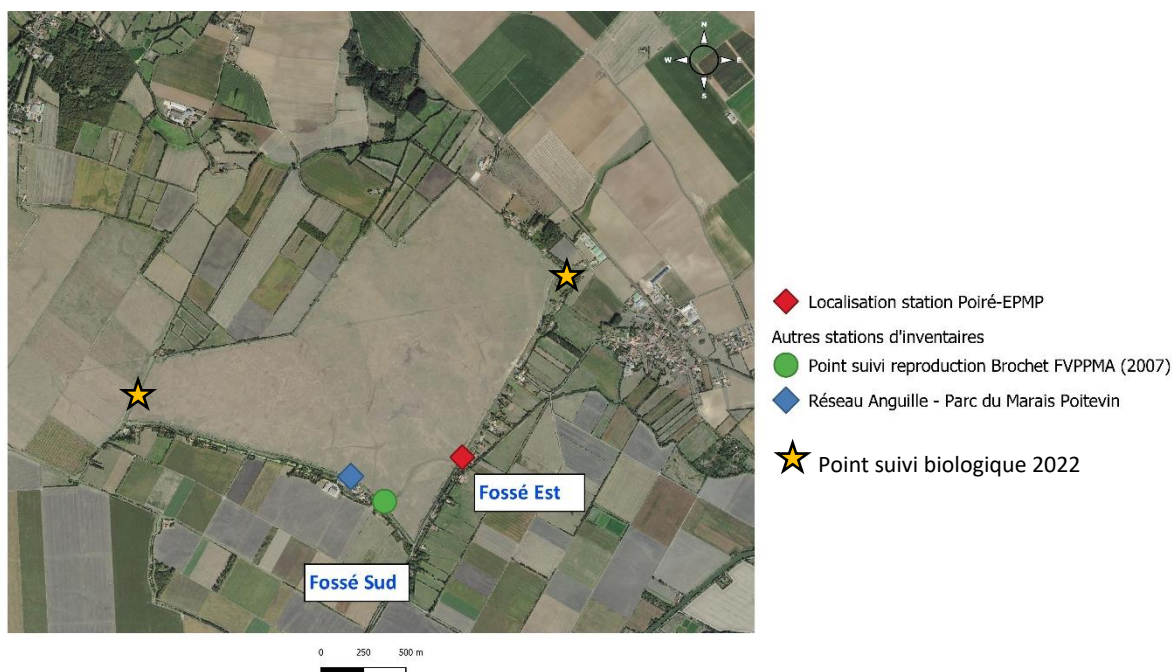 N
W E
S
Fossé Est
Fossé Sud
0 250 500 m
Localisation station Poiré-EPMP
Autres stations d'inventaires
Point suivi reproduction Brochet FVPPMA (2007)
Réseau Anguille - Parc du Marais Poitevin
Point suivi biologique 2022